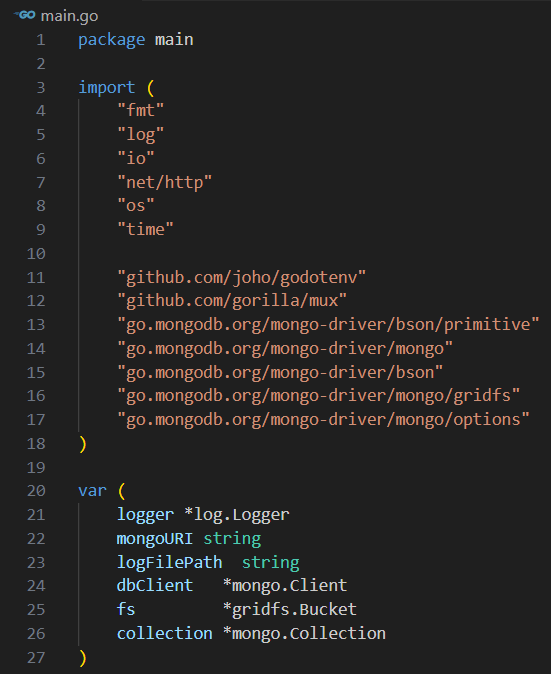 GO main.go
1 package main
2
3 import (
4 "fmt"
5 "log"
6 "io"
7 "net/http"
8 "os"
9 "time"
10
11 "github.com/joho/godotenv"
12 "github.com/gorilla/mux"
13 "go.mongodb.org/mongo-driver/bson/primitive"
14 "go.mongodb.org/mongo-driver/mongo"
15 "go.mongodb.org/mongo-driver/bson"
16 "go.mongodb.org/mongo-driver/mongo/gridfs"
17 "go.mongodb.org/mongo-driver/mongo/options"
18 )
19
20 var (
21 logger *log.Logger
22 mongoURI string
23 logFilePath  string
24 dbClient   *mongo.Client
25 fs         *gridfs.Bucket
26 collection *mongo.Collection
27 )